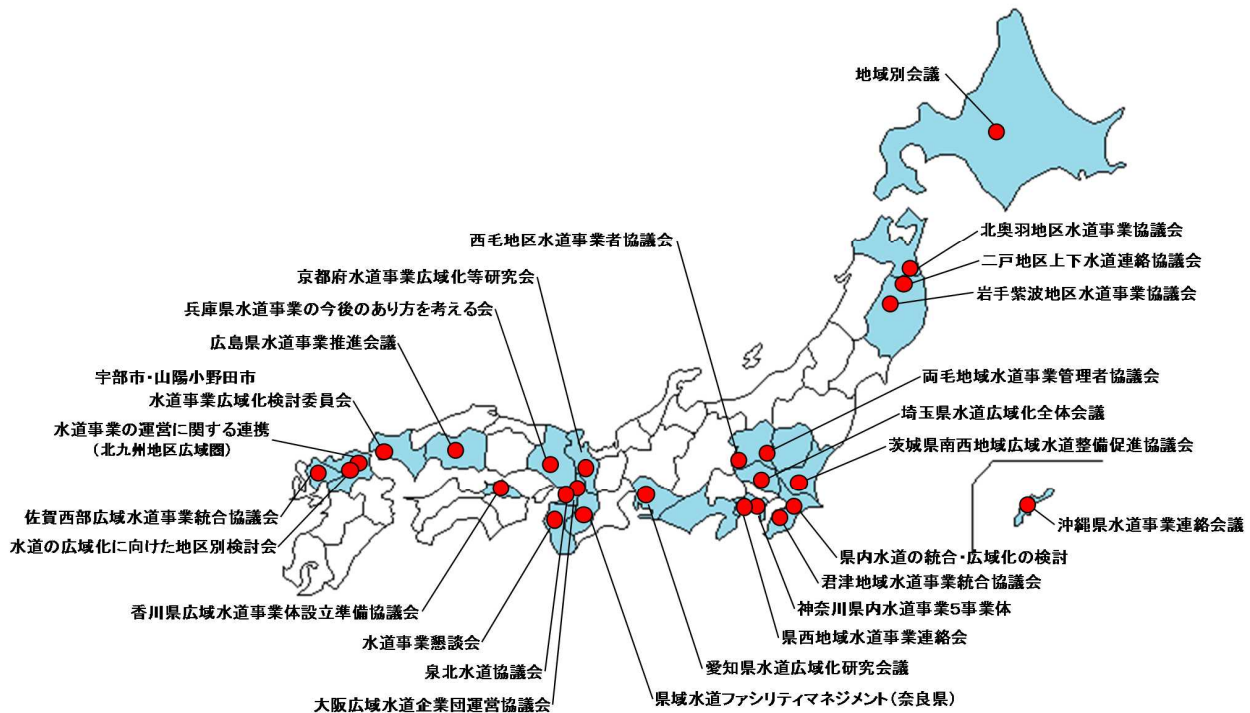 地域別会議
北奥羽地区水道事業協議会
二戸地区上下水道連絡協議会
岩手紫波地区水道事業協議会
西毛地区水道事業者協議会
京都府水道事業広域化等研究会
兵庫県水道事業の今後のあり方を考える会
広島県水道事業推進会議
宇部市・山陽小野田市
水道事業広域化検討委員会
水道事業の運営に関する連携
(北九州地区広域圏)
佐賀西部広域水道事業統合協議会
水道の広域化に向けた地区別検討会
香川県広域水道事業体設立準備協議会
水道事業懇談会
泉北水道協議会
大阪広域水道企業団運営協議会
両毛地域水道事業管理者協議会
埼玉県水道広域化全体会議
茨城県南西地域広域水道整備促進協議会
沖縄県水道事業連絡会議
県内水道の統合・広域化の検討
君津地域水道事業統合協議会
神奈川県内水道事業5事業体
県西地域水道事業連絡会
愛知県水道広域化研究会議
県域水道ファシリティマネジメント(奈良県)